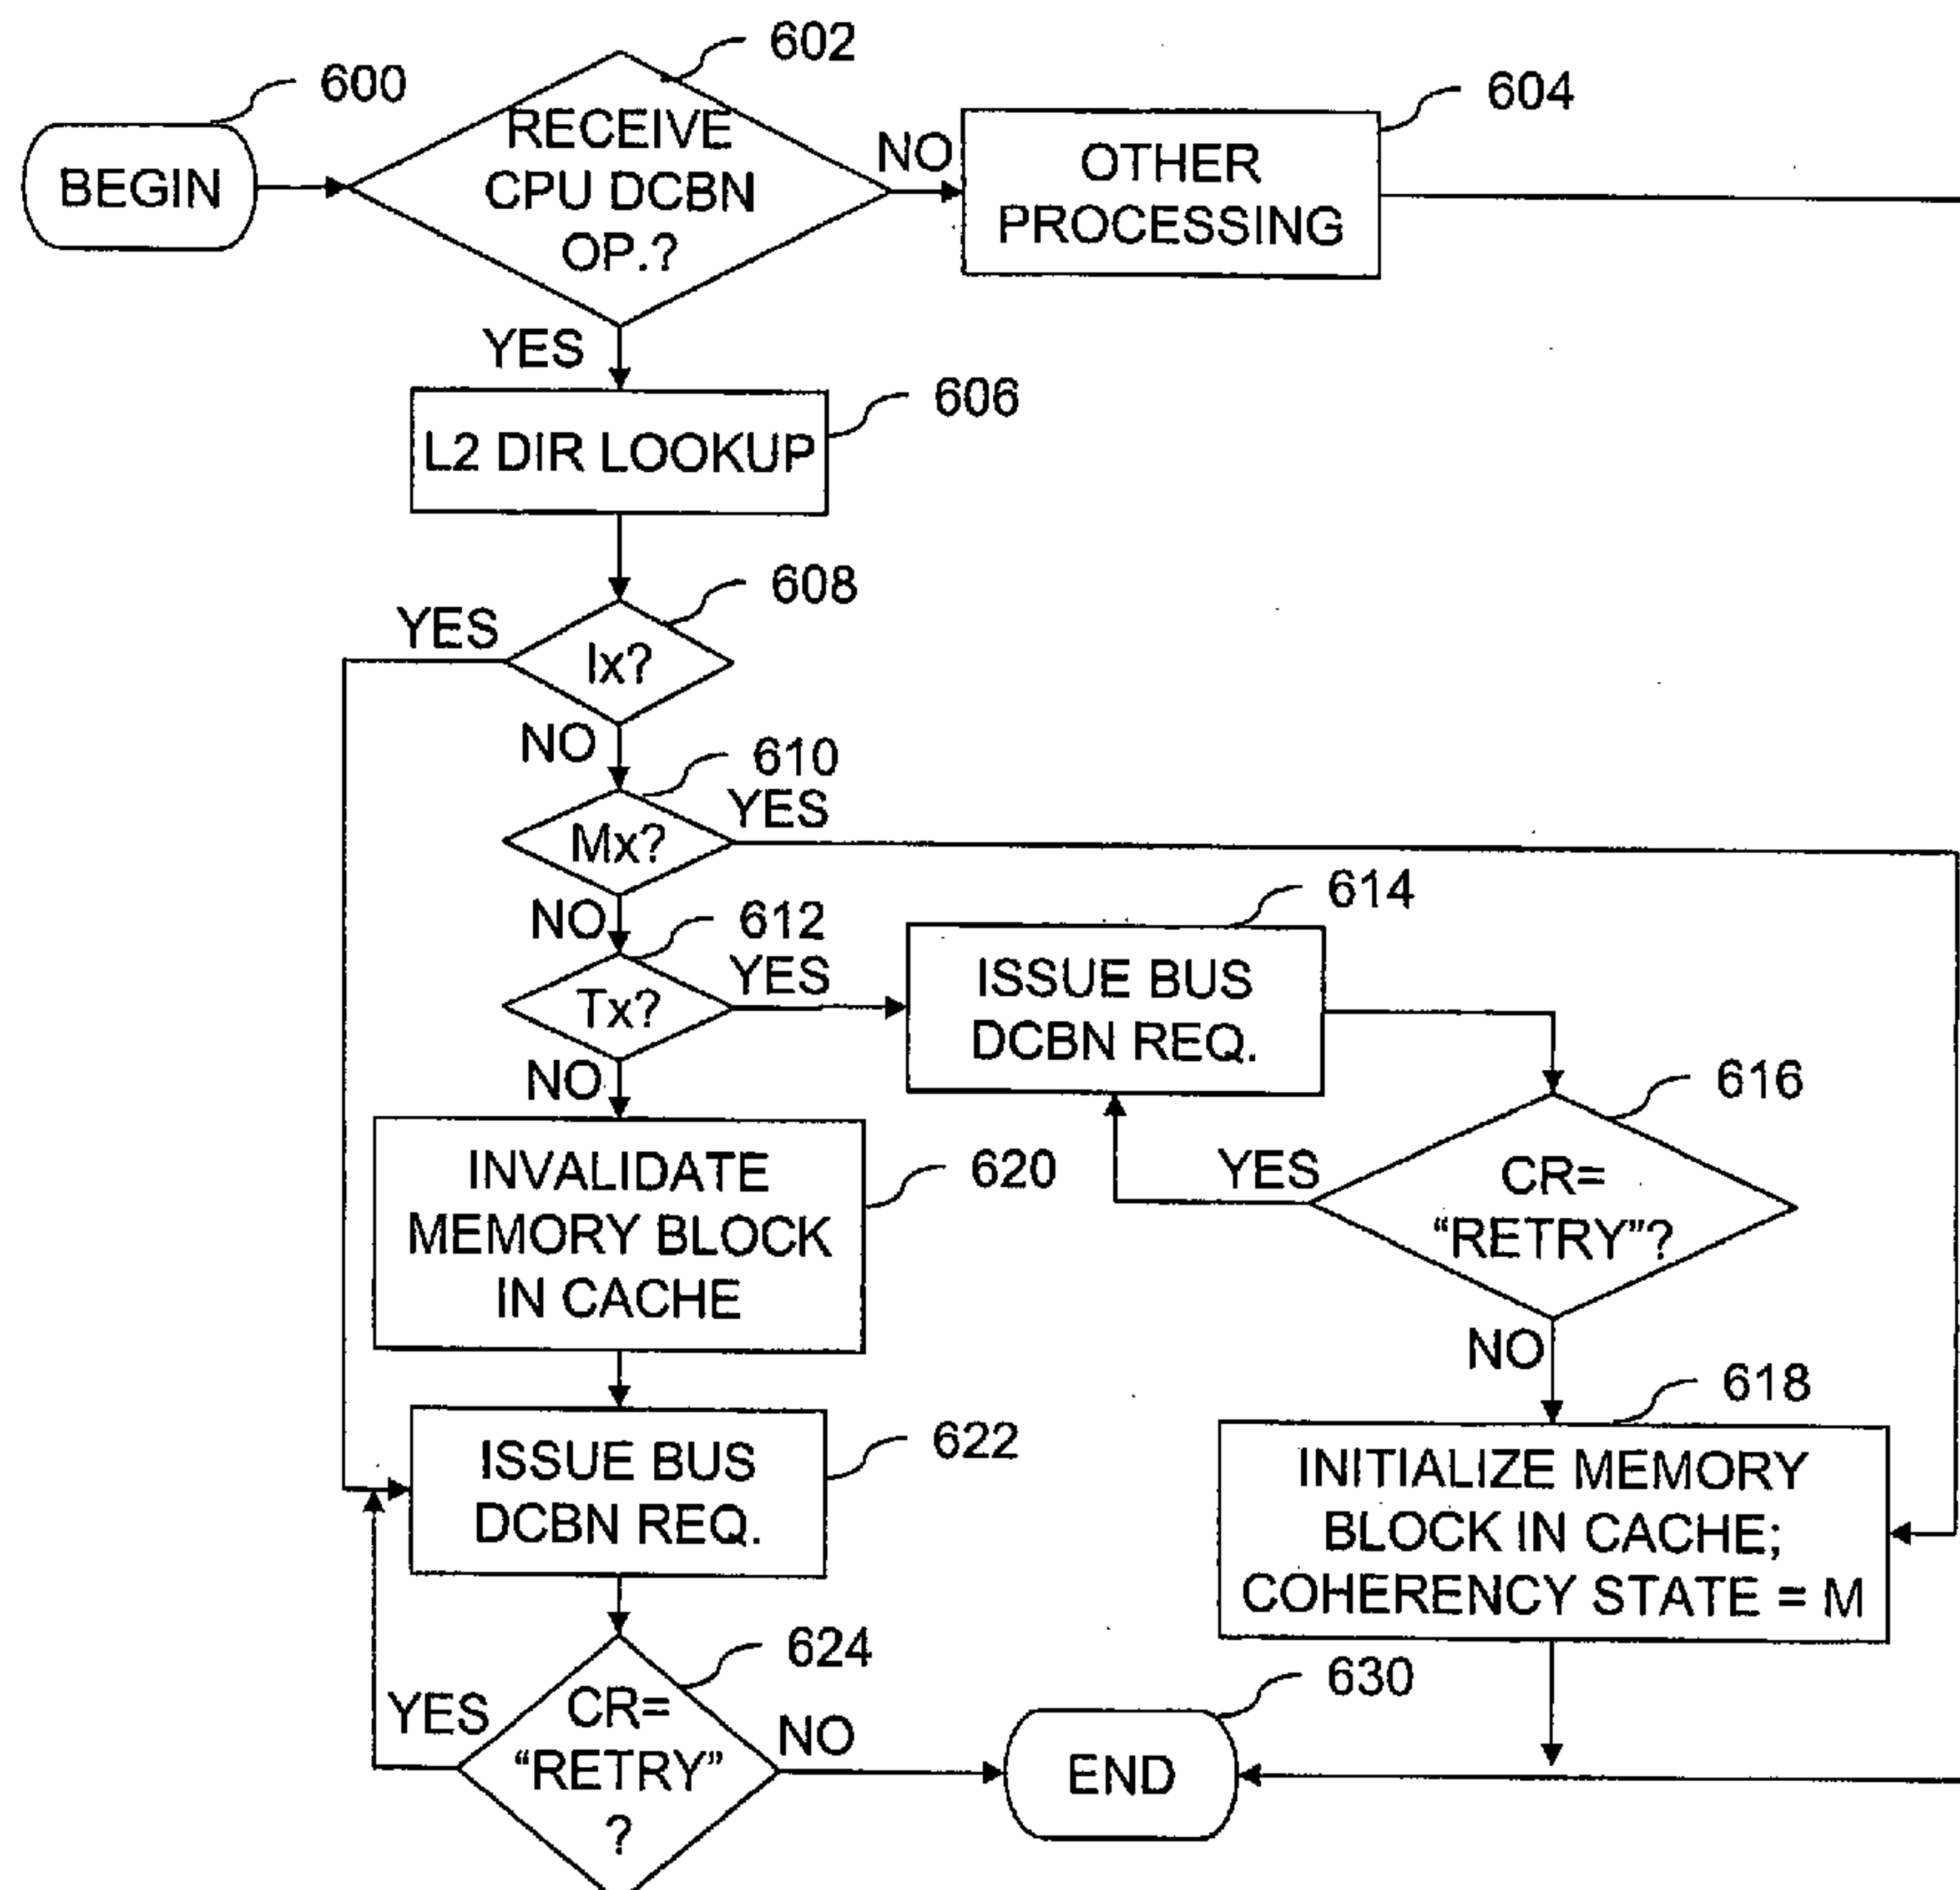 600
BEGIN
602
RECEIVE
CPU DCBN
OP.?
NO
604
OTHER
PROCESSING
YES
606
L2 DIR LOOKUP
608
YES
Ix?
NO
610
YES
Mx?
NO
612
YES
Tx?
614
ISSUE BUS
DCBN REQ.
NO
616
YES
CR=
“RETRY”?
620
INVALIDATE
MEMORY BLOCK
IN CACHE
NO
618
INITIALIZE MEMORY
BLOCK IN CACHE;
COHERENCY STATE = M
622
ISSUE BUS
DCBN REQ.
624
YES
CR=
“RETRY”
?
NO
630
END